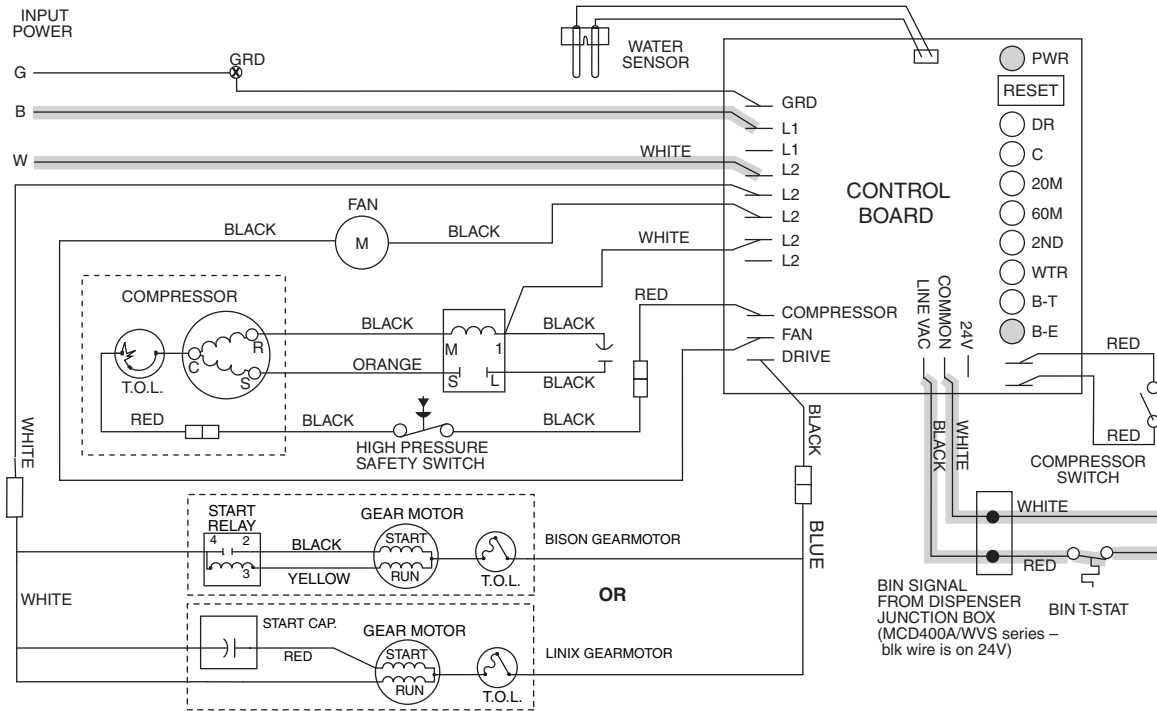 INPUT
POWER
G
GRD
B
W
WHITE
WATER
SENSOR
GRD
L1
L1
L2
L2
L2
L2
L2
COMPRESSOR
FAN
DRIVE
CONTROL
BOARD
PWR
RESET
DR
C
20M
60M
2ND
WTR
B-T
B-E
LINE VAC
COMMON
24V
FAN
BLACK
M
BLACK
WHITE
COMPRESSOR
T.O.L.
C
R
S
BLACK
ORANGE
M
1
S
L
BLACK
BLACK
RED
RED
BLACK
HIGH PRESSURE
SAFETY SWITCH
BLACK
WHITE
BLACK
BLUE
BLACK
WHITE
RED
RED
COMPRESSOR
SWITCH
WHITE
RED
BIN T-STAT
BIN SIGNAL
FROM DISPENSER
JUNCTION BOX
(MCD400A/WVS series –
blk wire is on 24V)
START
RELAY
4
2
3
BLACK
YELLOW
GEAR MOTOR
START
RUN
T.O.L.
BISON GEARMOTOR
OR
WHITE
START CAP.
RED
GEAR MOTOR
START
RUN
T.O.L.
LINIX GEARMOTOR